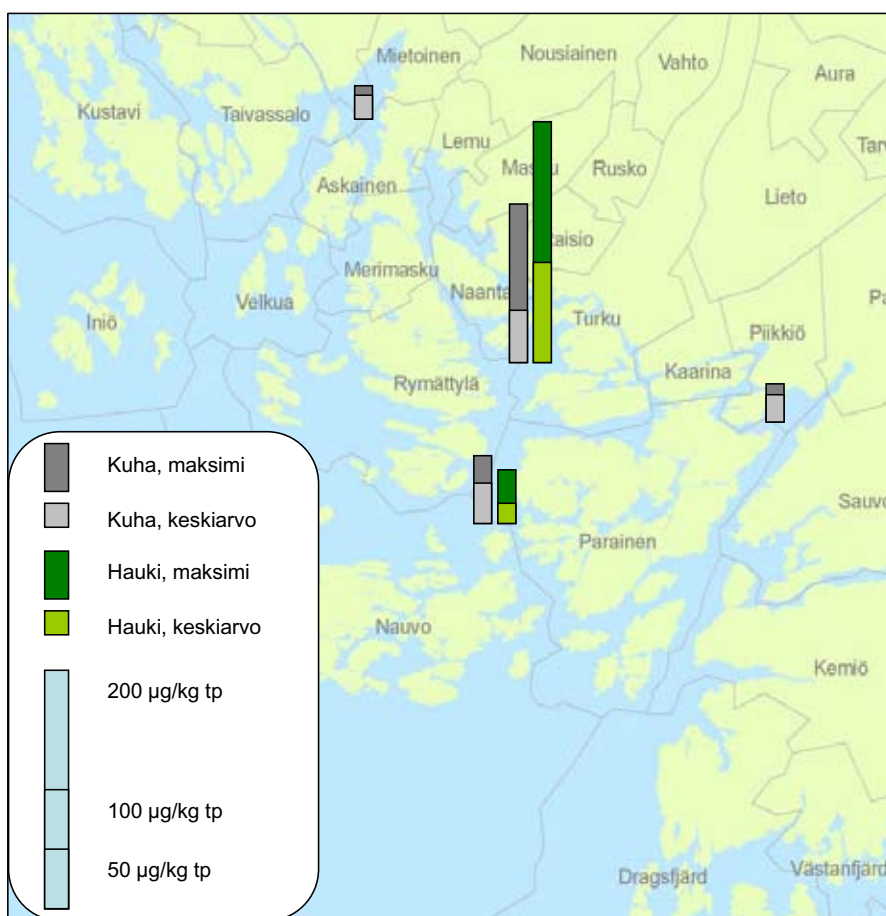 Mietoinen
Nousiainen
Vahto
Aura
Kustavi
Taivassalo
Lemu
Rusko
Lieto
Askainen
Merimasku
Velkua
Iniö
Turku
Piikkiö
Kaarina
Rymättylä
Parainen
Nauvo
Kemiö
Dragsfjärd
Västanfjärd
Kuha, maksimi
Kuha, keskiarvo
Hauki, maksimi
Hauki, keskiarvo
200 µg/kg tp
100 µg/kg tp
50 µg/kg tp